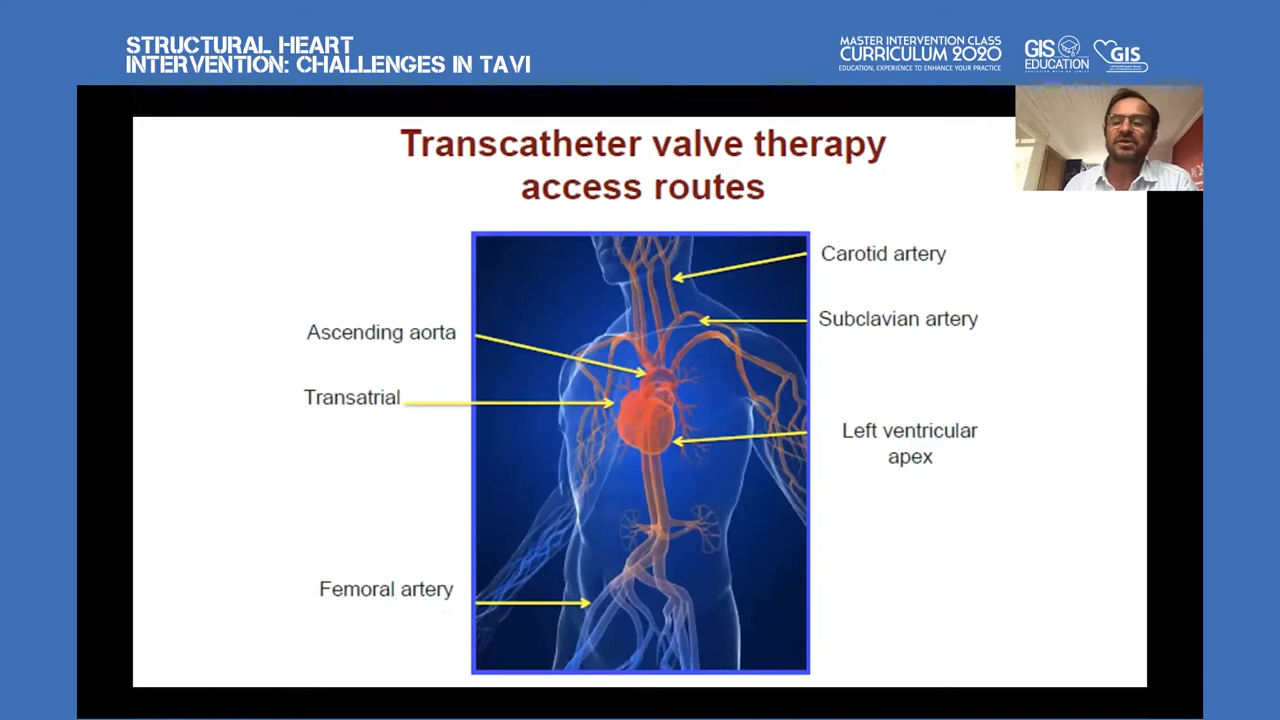 STRUCTURAL HEART
INTERVENTION: CHALLENGES IN TAVI
MASTER INTERVENTION CLASS
CURRICULUM 2020
EDUCATION, EXPERIENCE TO ENHANCE YOUR PRACTICE
GIS
EDUCATION
GIS
Transcatheter valve therapy
access routes
Carotid artery
Subclavian artery
Ascending aorta
Transatrial
Left ventricular
apex
Femoral artery